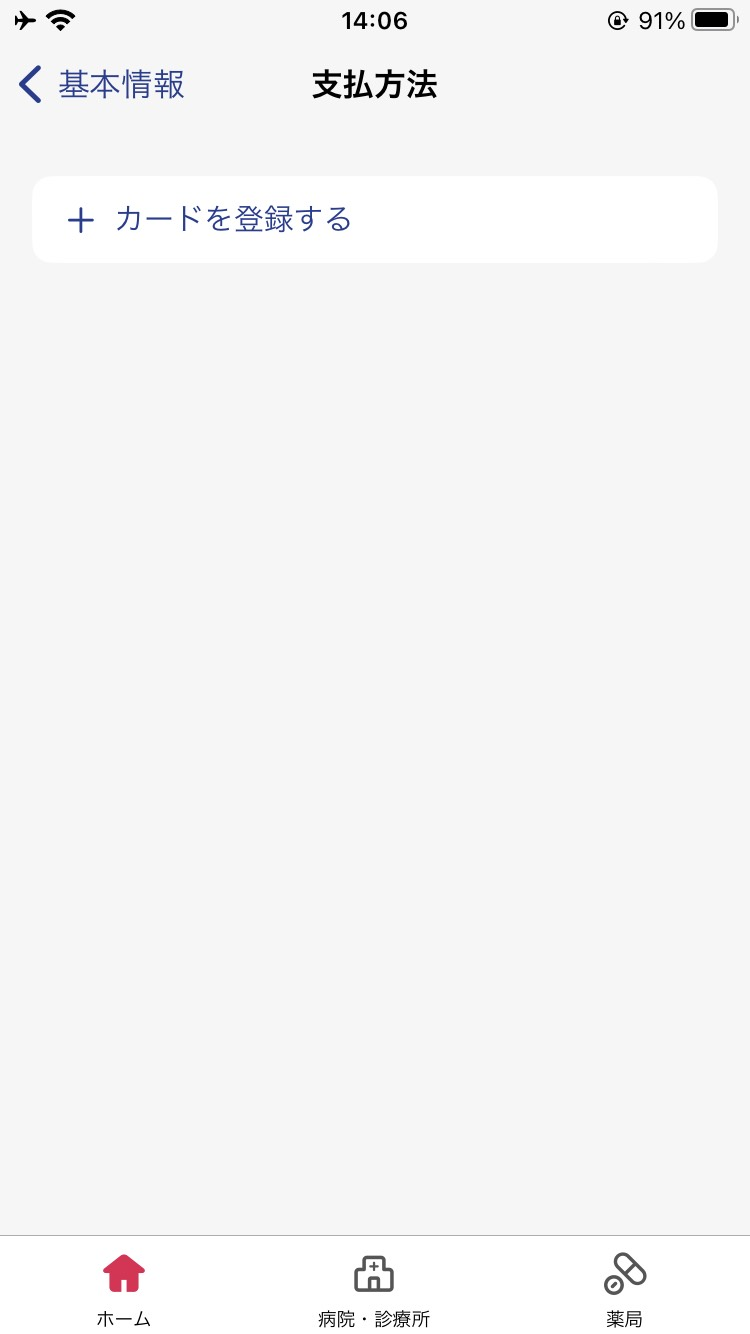 14:06
91%
基本情報
支払方法
+ カードを登録する
ホーム
病院・診療所
薬局